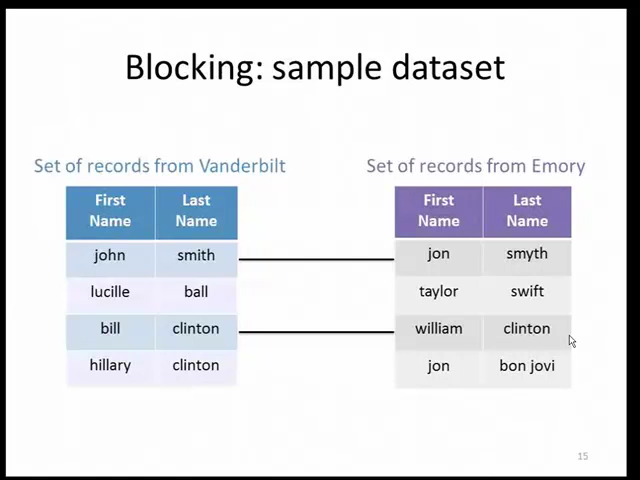 Blocking: sample dataset
Set of records from Vanderbilt
First Name Last Name
john smith
lucille ball
bill clinton
hillary clinton
Set of records from Emory
First Name Last Name
jon smyth
taylor swift
william clinton
jon bon jovi
15